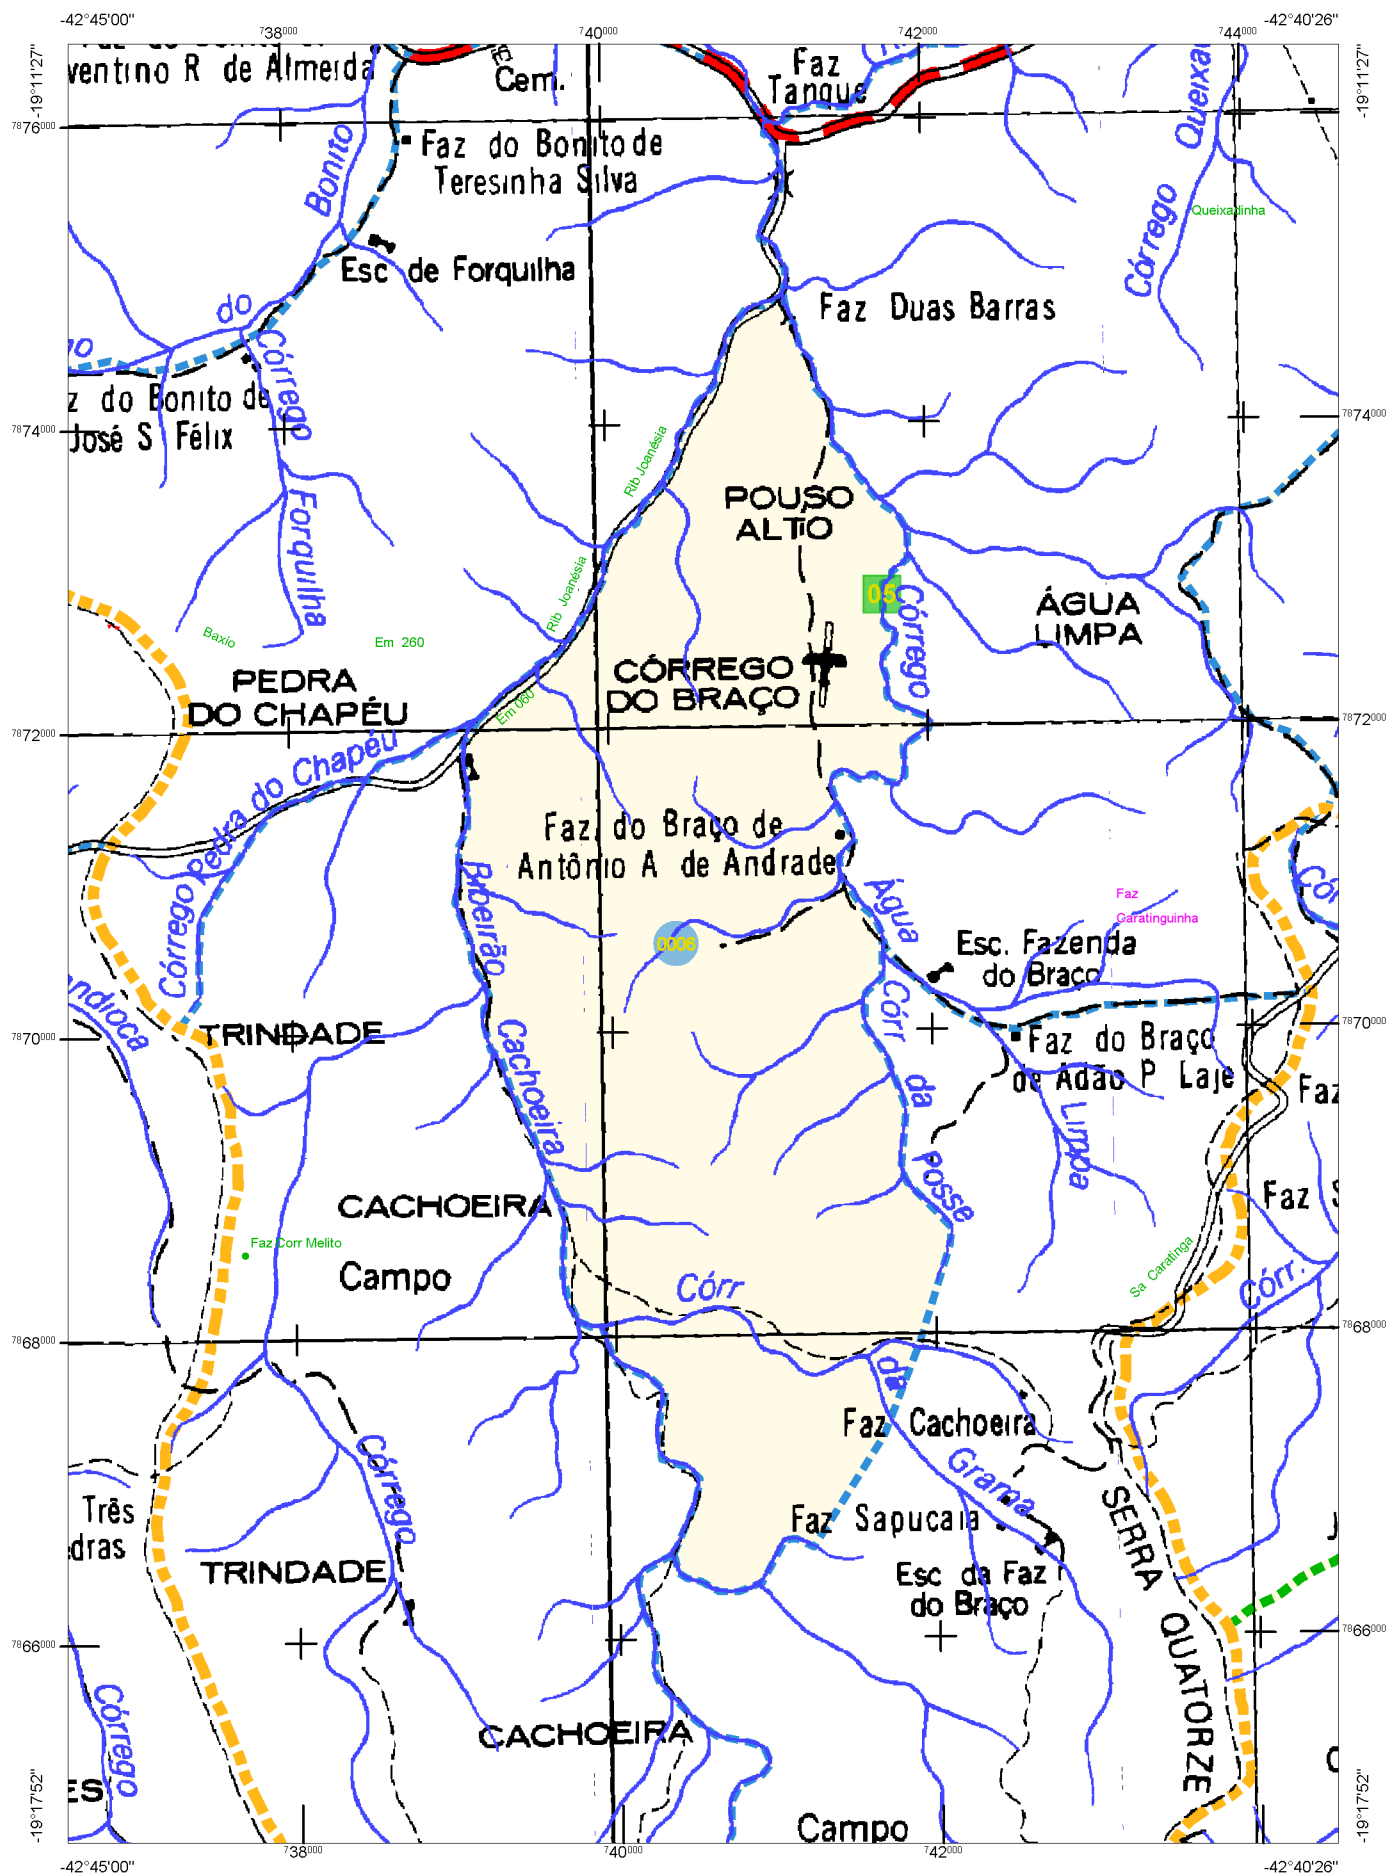 -42°45'00"
-42°40'26"
738000
740000
742000
744000
-19°11'27"
-19°11'27"
ventino R de Almeida
Cem.
Faz
Tanque
Queixa
7876000
7876000
Bonito
Faz do Bonito de
Teresinha Silva
Queixadinha
Córrego
Esc de Forquilha
do
Faz Duas Barras
Córrego
z do Bonito de
José S Félix
7874000
7874000
Rib Joanésia
POUSO
ALTO
Forquilha
Rib Joanésia
05
Córrego
ÁGUA
LIMPA
Baxio
Em 260
PEDRA
DO CHAPÉU
CÓRREGO
DO BRAÇO
Em 060
7872000
7872000
Córrego Pedra do Chapéu
Faz. do Braço de
Antônio A de Andrade
Ribeirão
Água
Faz
Caratinguinha
Có
0006
Esc. Fazenda
do Braço
Córr
andioca
TRINDADE
Cachoeira
7870000
7870000
Faz do Braço
de Adão P Laje
da
Limpa
Faz
Posse
CACHOEIRA
Faz S
Faz Corr Melito
Campo
Sa Caratinga
Córr
Córr.
7868000
7868000
da
Faz Cachoeira
Grama
Córrego
Três
dras
Faz Sapucaia
SERRA QUATORZE
TRINDADE
Esc da Faz
do Braço
7866000
7866000
Córrego
CACHOEIRA
ES
Campo
-19°17'52"
-19°17'52"
738000
740000
742000
-42°45'00"
-42°40'26"